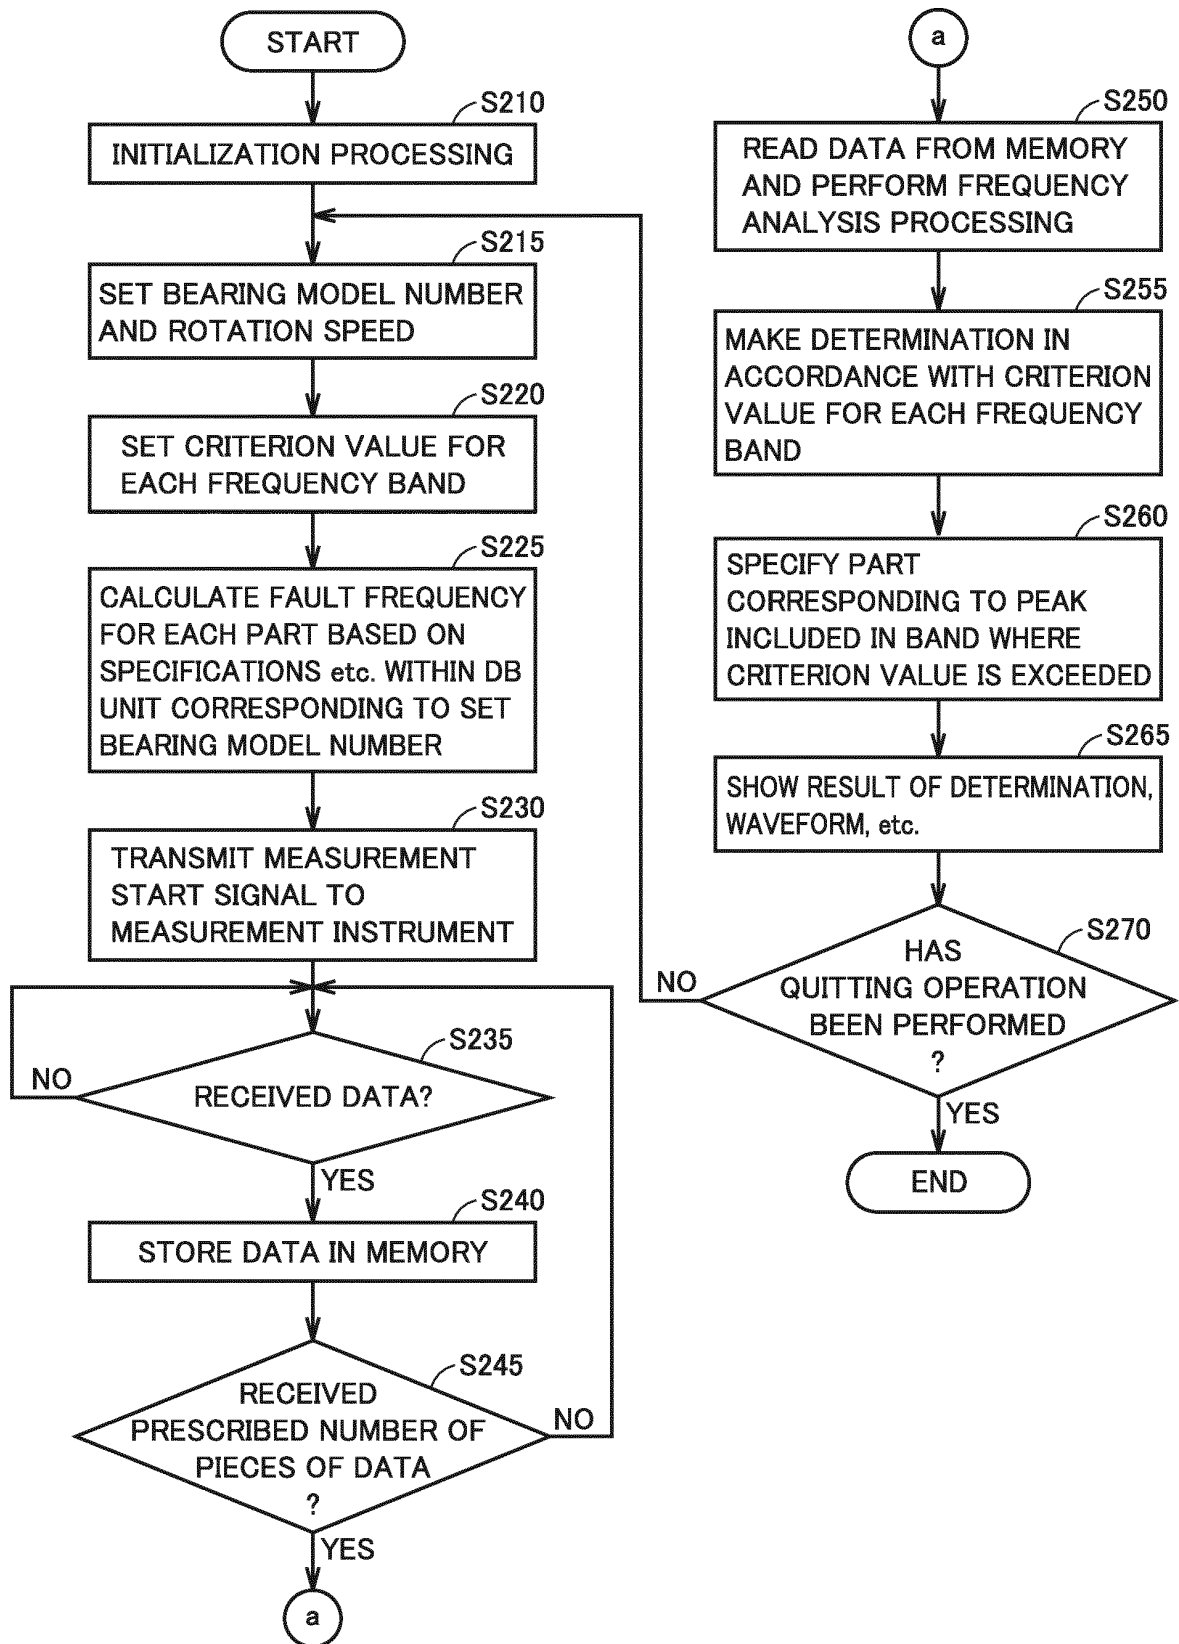 START
S210
INITIALIZATION PROCESSING
S215
SET BEARING MODEL NUMBER
AND ROTATION SPEED
S220
SET CRITERION VALUE FOR
EACH FREQUENCY BAND
S225
CALCULATE FAULT FREQUENCY
FOR EACH PART BASED ON
SPECIFICATIONS etc. WITHIN DB
UNIT CORRESPONDING TO SET
BEARING MODEL NUMBER
S230
TRANSMIT MEASUREMENT
START SIGNAL TO
MEASUREMENT INSTRUMENT
S235
NO
RECEIVED DATA?
YES
S240
STORE DATA IN MEMORY
S245
RECEIVED
PRESCRIBED NUMBER OF
PIECES OF DATA
?
NO
YES
a
a
S250
READ DATA FROM MEMORY
AND PERFORM FREQUENCY
ANALYSIS PROCESSING
S255
MAKE DETERMINATION IN
ACCORDANCE WITH CRITERION
VALUE FOR EACH FREQUENCY
BAND
S260
SPECIFY PART
CORRESPONDING TO PEAK
INCLUDED IN BAND WHERE
CRITERION VALUE IS EXCEEDED
S265
SHOW RESULT OF DETERMINATION,
WAVEFORM, etc.
S270
NO
HAS
QUITTING OPERATION
BEEN PERFORMED
?
YES
END